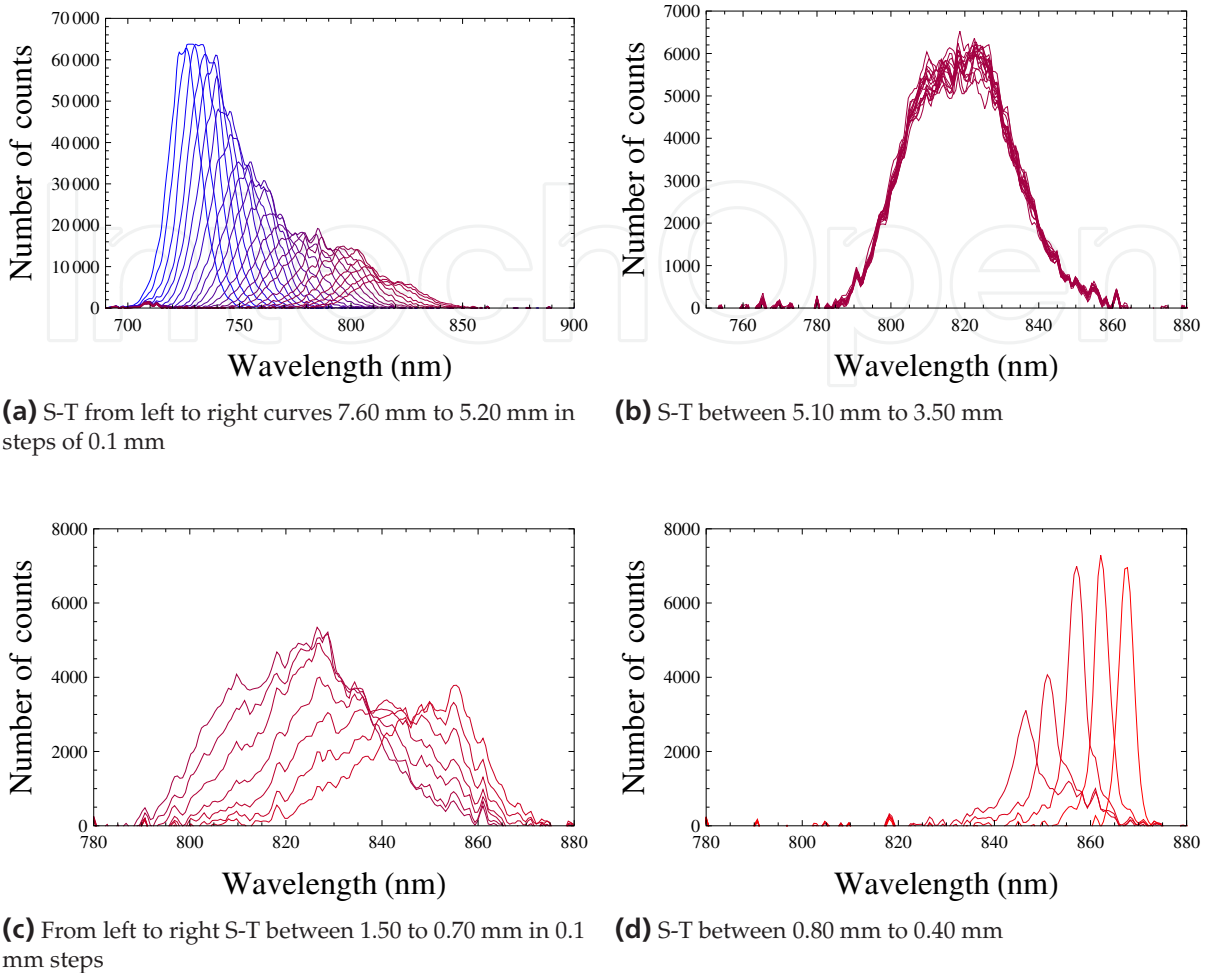 70 000
60 000
50 000
40 000
30 000
20 000
10 000
0
Number of counts
700 750 800 850 900
Wavelength (nm)
(a) S-T from left to right curves 7.60 mm to 5.20 mm in
steps of 0.1 mm
7000
6000
5000
4000
3000
2000
1000
0
Number of counts
760 780 800 820 840 860 880
Wavelength (nm)
(b) S-T between 5.10 mm to 3.50 mm
IntechOpen
8000
6000
4000
2000
0
Number of counts
780 800 820 840 860 880
Wavelength (nm)
(c) From left to right S-T between 1.50 to 0.70 mm in 0.1
mm steps
8000
6000
4000
2000
0
Number of counts
780 800 820 840 860 880
Wavelength (nm)
(d) S-T between 0.80 mm to 0.40 mm